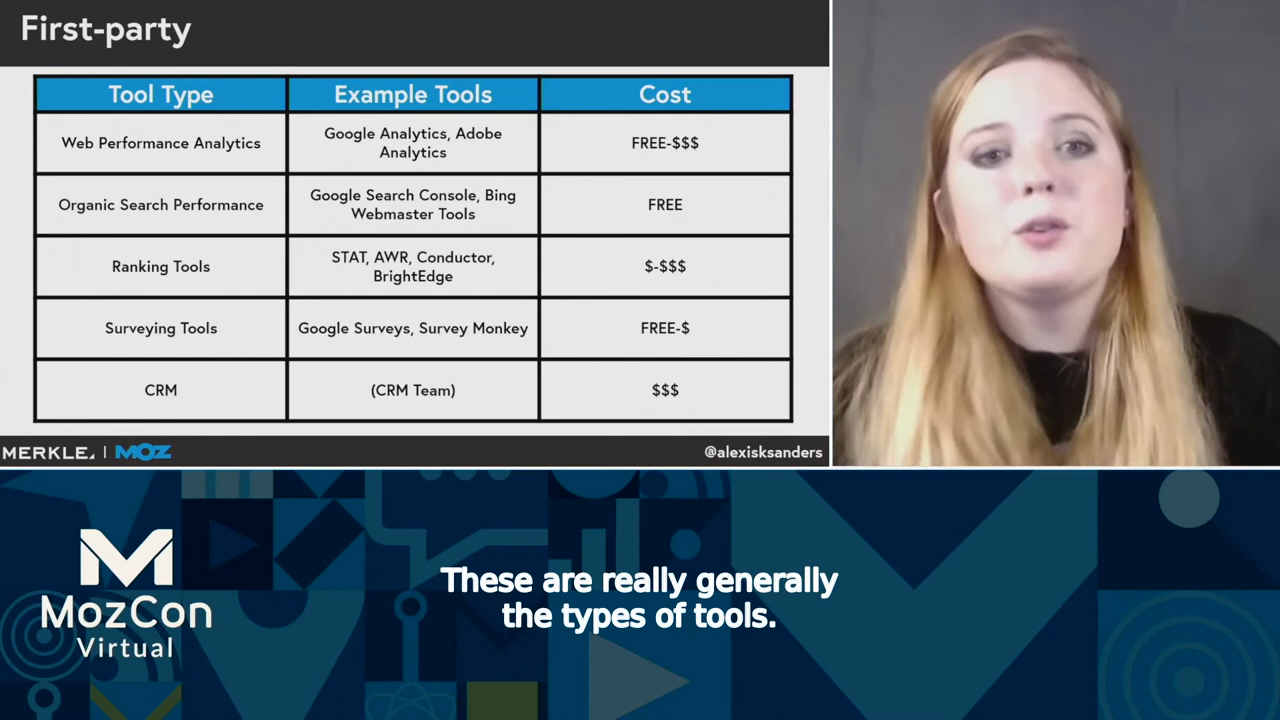 First-party
Tool Type
Example Tools
Cost
Web Performance Analytics
Google Analytics, Adobe
Analytics
FREE-$$$
Organic Search Performance
Google Search Console, Bing
Webmaster Tools
FREE
Ranking Tools
STAT, AWR, Conductor,
BrightEdge
$-$$$
Surveying Tools
Google Surveys, Survey Monkey
FREE-$
CRM
(CRM Team)
$$$
MERKLE | MOZ
@alexisksanders
MozCon
Virtual
These are really generally
the types of tools.